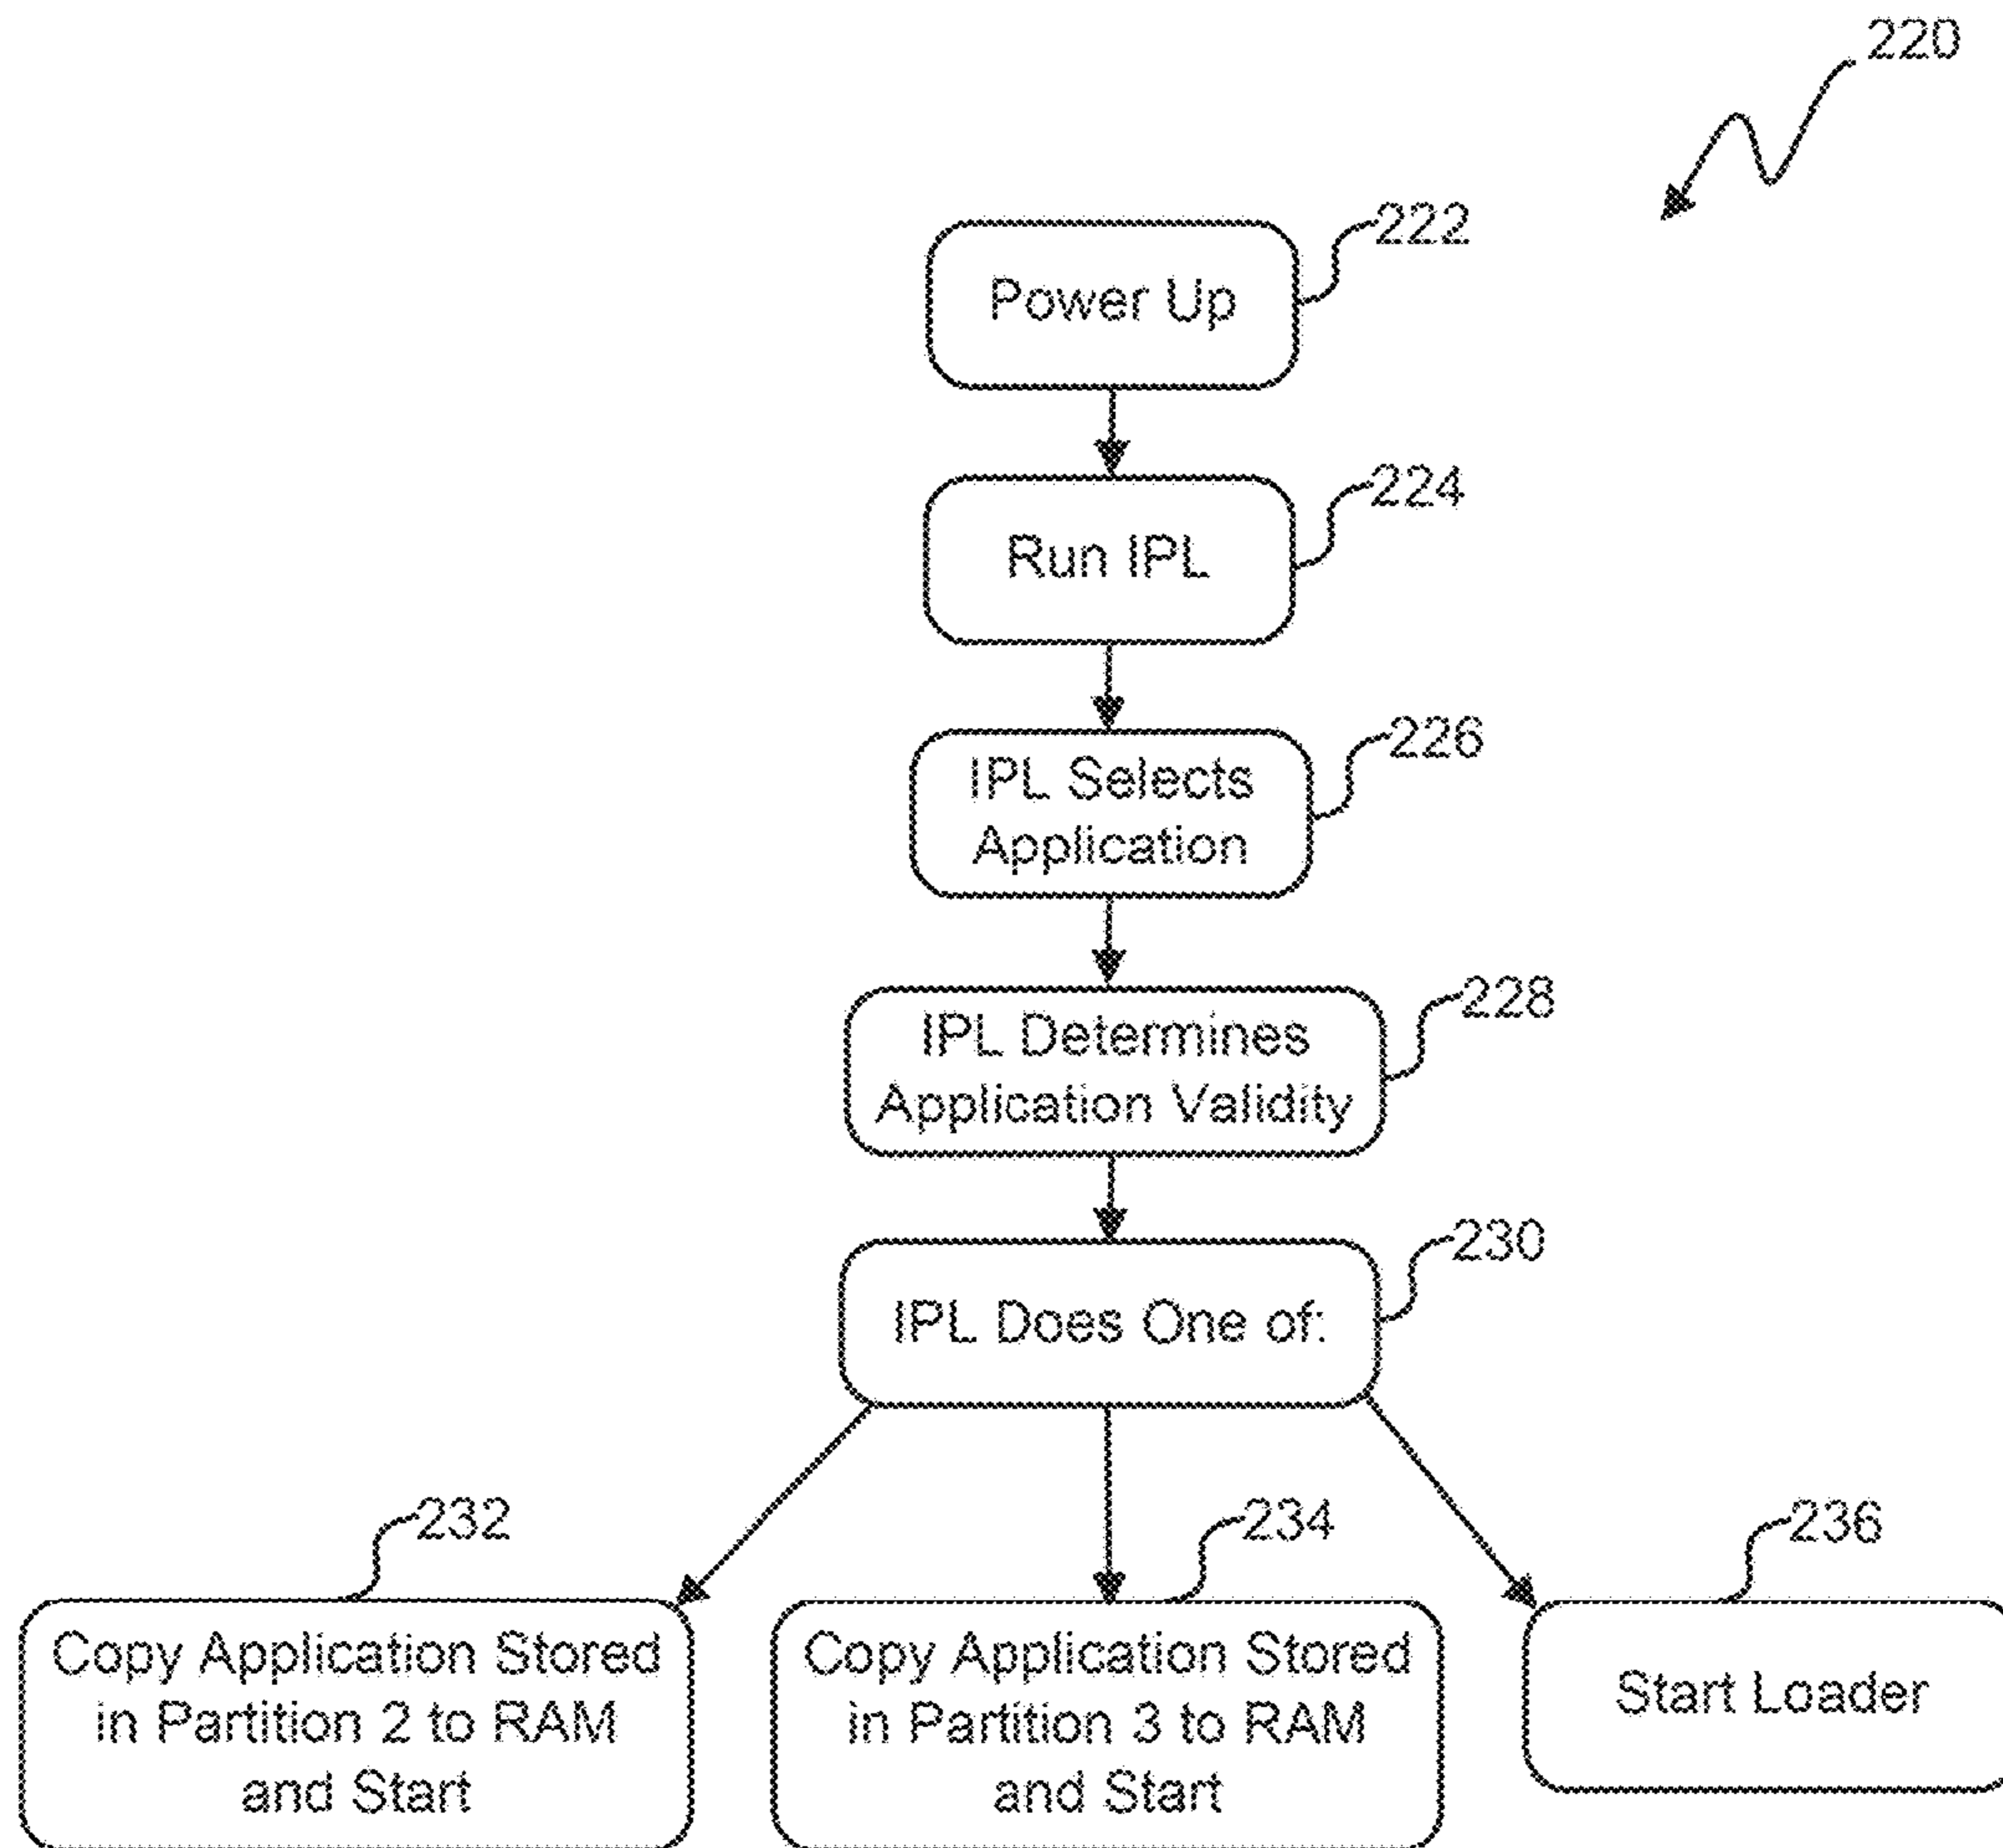 220
222
Power Up
224
Run IPL
226
IPL Selects
Application
228
IPL Determines
Application Validity
230
IPL Does One of:
232
Copy Application Stored
in Partition 2 to RAM
and Start
234
Copy Application Stored
in Partition 3 to RAM
and Start
236
Start Loader